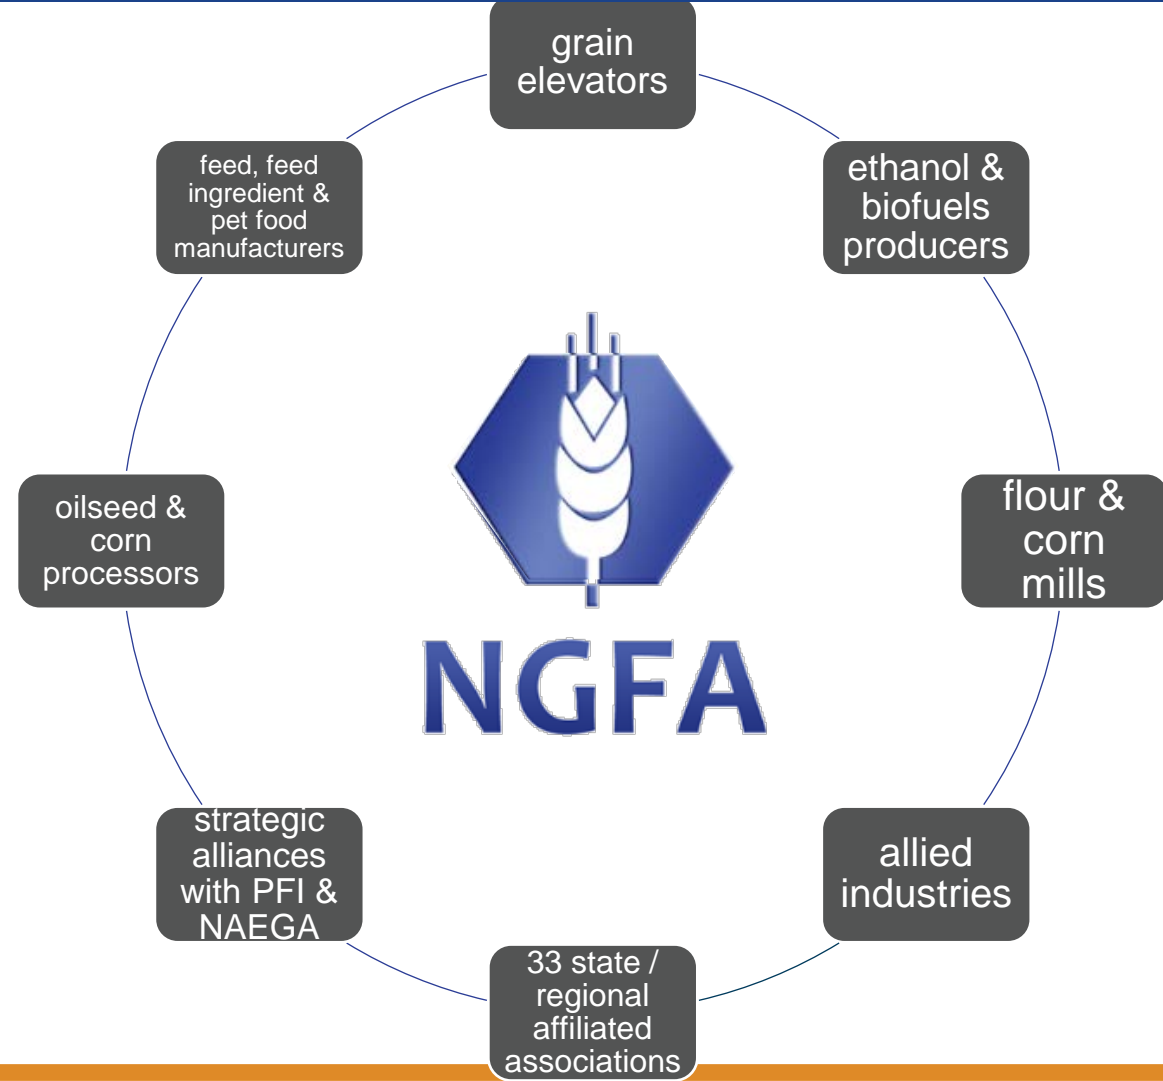 grain
elevators
ethanol &
biofuels
producers
flour &
corn
mills
allied
industries
33 state /
regional
affiliated
associations
strategic
alliances
with PFI &
NAEGA
oilseed &
corn
processors
feed, feed
ingredient &
pet food
manufacturers
NGFA